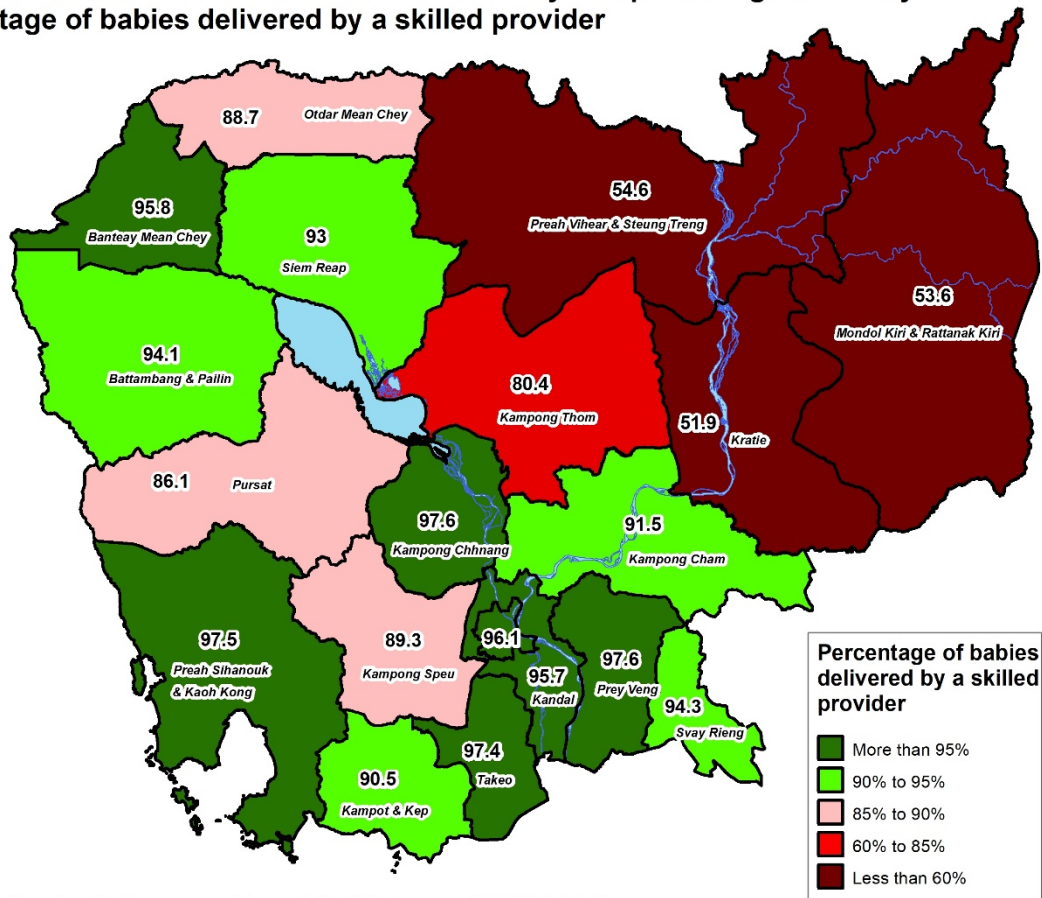 tage of babies delivered by a skilled provider
88.7
Otdar Mean Chey
95.8
Banteay Mean Chey
93
Siem Reap
54.6
Preah Vihear & Steung Treng
53.6
Mondol Kiri & Rattanak Kiri
94.1
Battambang & Pailin
80.4
Kampong Thom
51.9
Kratie
86.1
Pursat
97.6
Kampong Chhnang
91.5
Kampong Cham
97.5
Preah Sihanouk
& Kaoh Kong
89.3
Kampong Speu
96.1
95.7
Kandal
97.6
Prey Veng
94.3
Svay Rieng
97.4
Takeo
90.5
Kampot & Kep
Percentage of babies
delivered by a skilled
provider
More than 95%
90% to 95%
85% to 90%
60% to 85%
Less than 60%